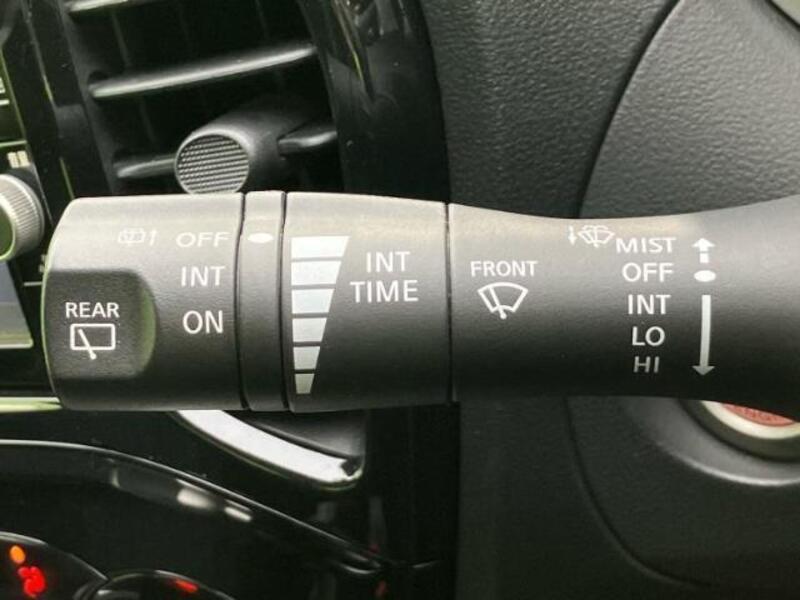 OFF
INT
ON
REAR
INT
TIME
FRONT
MIST
OFF
INT
LO
HI